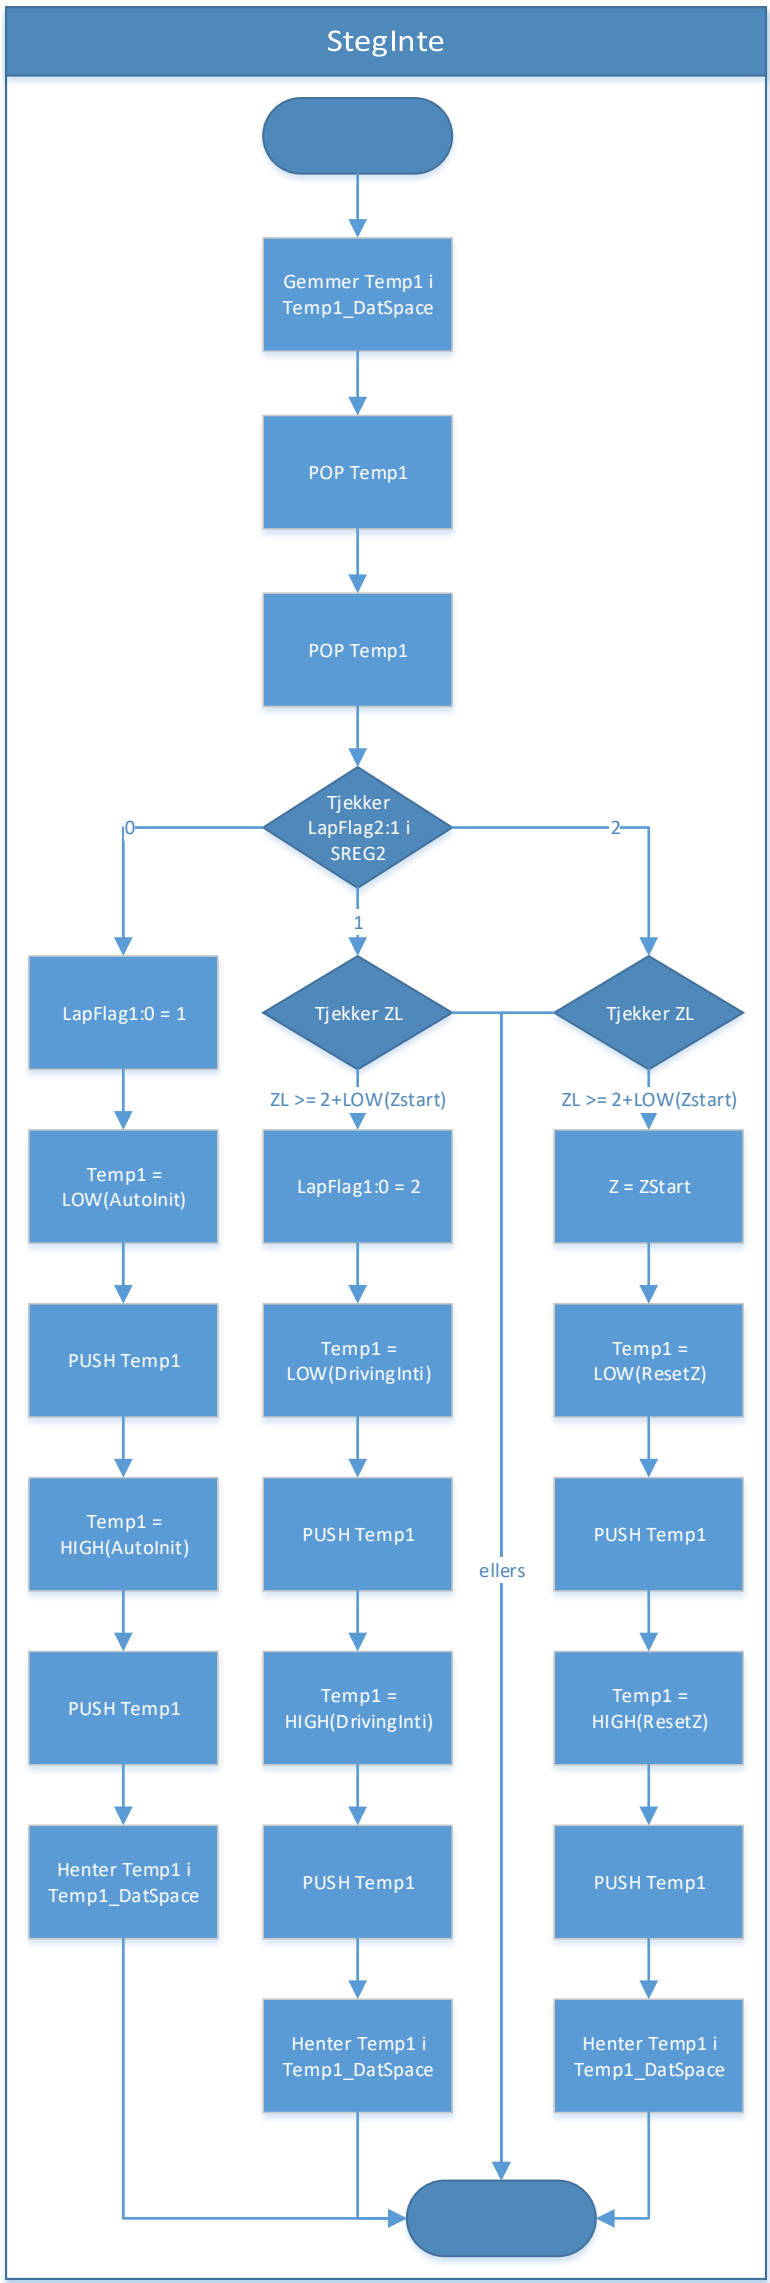 StegInte
Gemmer Temp1 i
Temp1_DatSpace
POP Temp1
POP Temp1
Tjekker
LapFlag2:1 i
SREG2
0
1
2
LapFlag1:0 = 1
Temp1 =
LOW(AutoInit)
PUSH Temp1
Temp1 =
HIGH(AutoInit)
PUSH Temp1
Henter Temp1 i
Temp1_DatSpace
Tjekker ZL
ZL >= 2+LOW(Zstart)
LapFlag1:0 = 2
Temp1 =
LOW(DrivingInti)
PUSH Temp1
Temp1 =
HIGH(DrivingInti)
PUSH Temp1
Henter Temp1 i
Temp1_DatSpace
ellers
Tjekker ZL
ZL >= 2+LOW(Zstart)
Z = ZStart
Temp1 =
LOW(ResetZ)
PUSH Temp1
Temp1 =
HIGH(ResetZ)
PUSH Temp1
Henter Temp1 i
Temp1_DatSpace